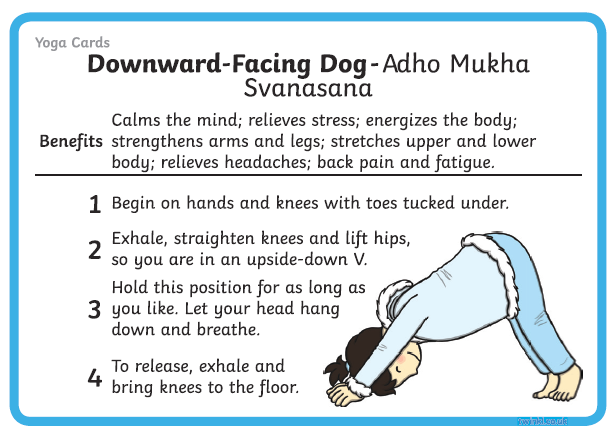 Yoga Cards
Downward-Facing Dog - Adho Mukha
Svanasana
Benefits
Calms the mind; relieves stress; energizes the body;
strengthens arms and legs; stretches upper and lower
body; relieves headaches; back pain and fatigue.
1 Begin on hands and knees with toes tucked under.
2 Exhale, straighten knees and lift hips,
so you are in an upside-down V.
3 Hold this position for as long as
you like. Let your head hang
down and breathe.
4 To release, exhale and
bring knees to the floor.